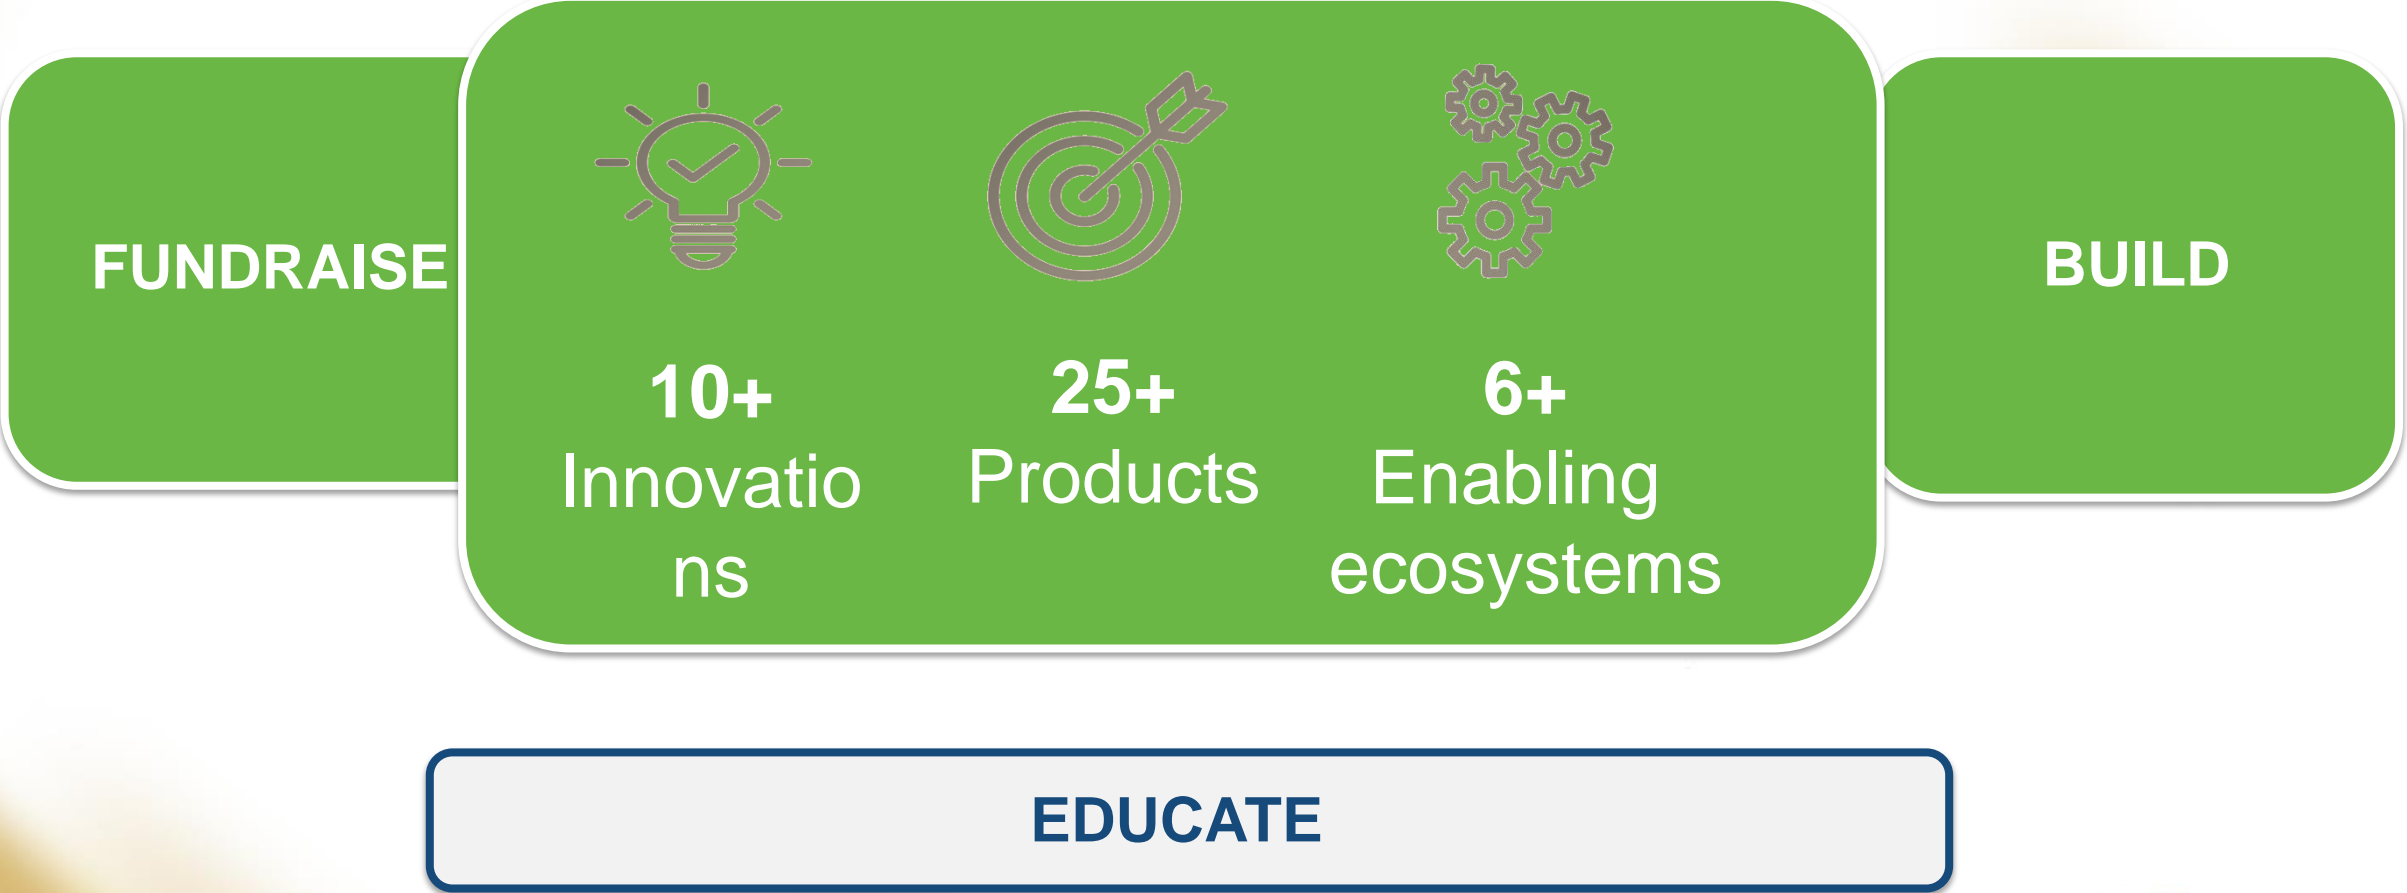 FUNDRAISE
10+
Innovatio
ns
25+
Products
6+
Enabling
ecosystems
BUILD
EDUCATE